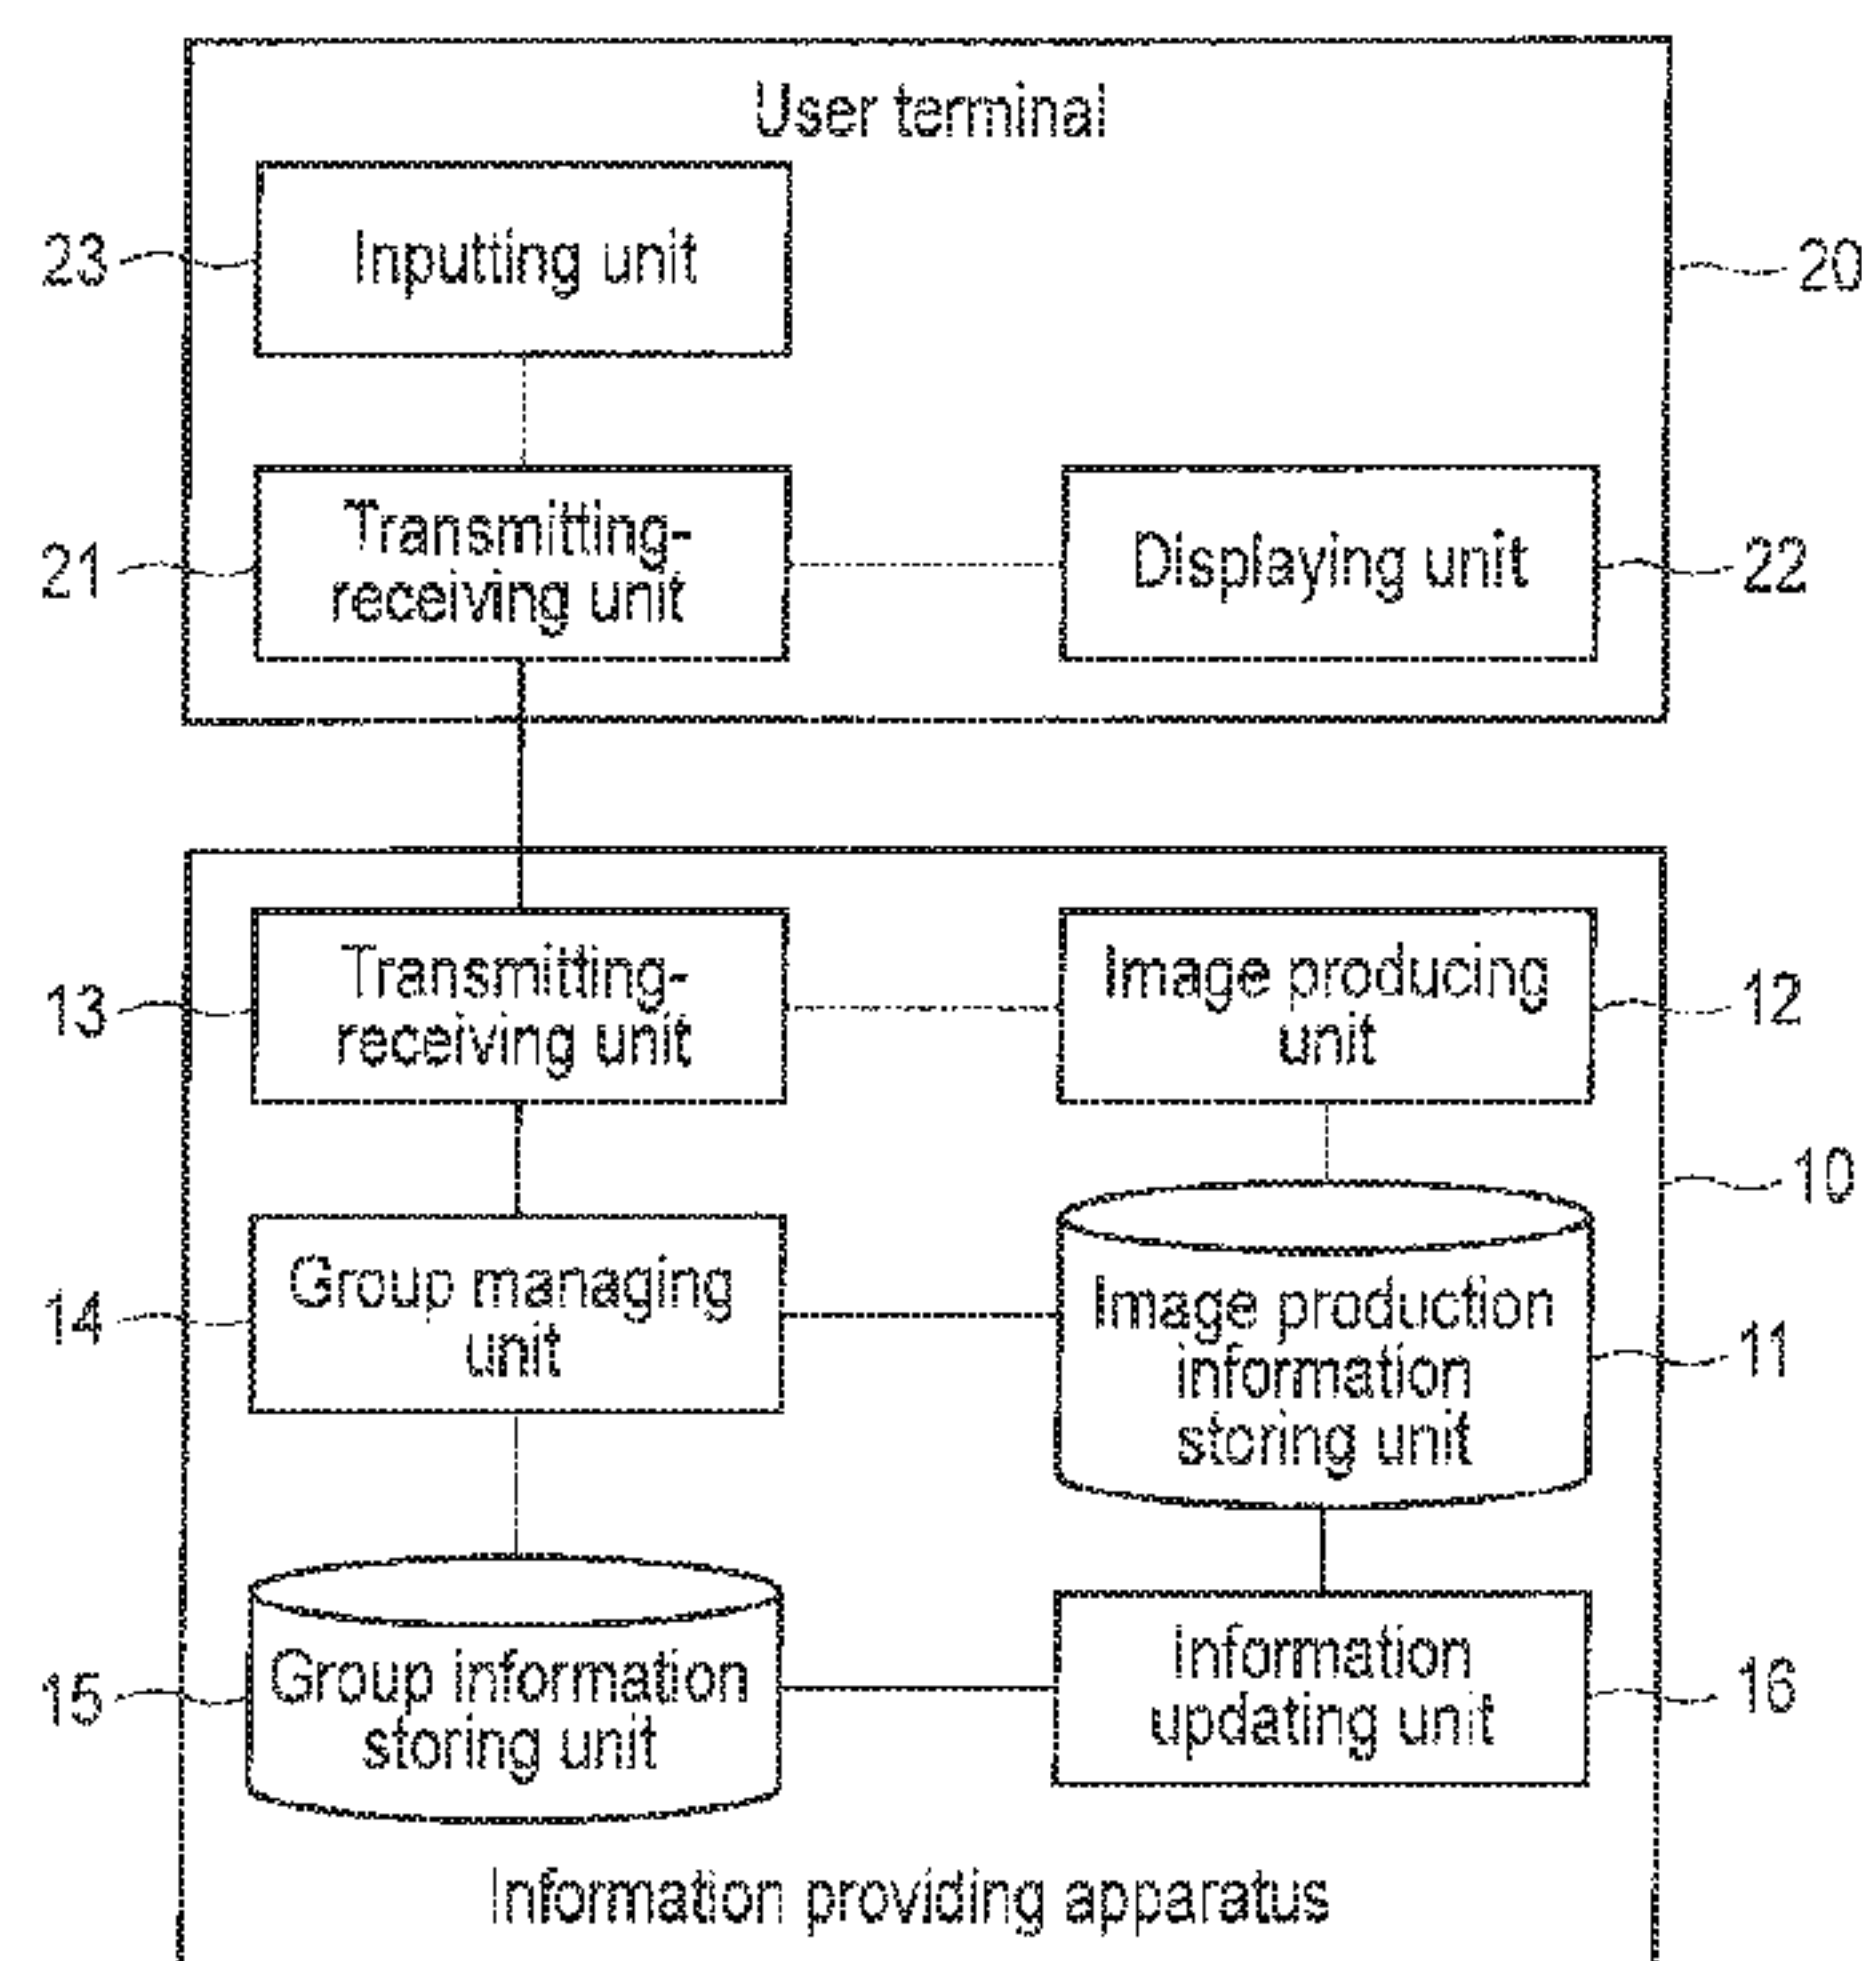 User terminal
23
Inputting unit
20
21
Transmitting-
receiving unit
Displaying unit
22
13
Transmitting-
receiving unit
Image producing
unit
12
10
14
Group managing
unit
Image production
information
storing unit
11
15
Group information
storing unit
Information
updating unit
16
Information providing apparatus